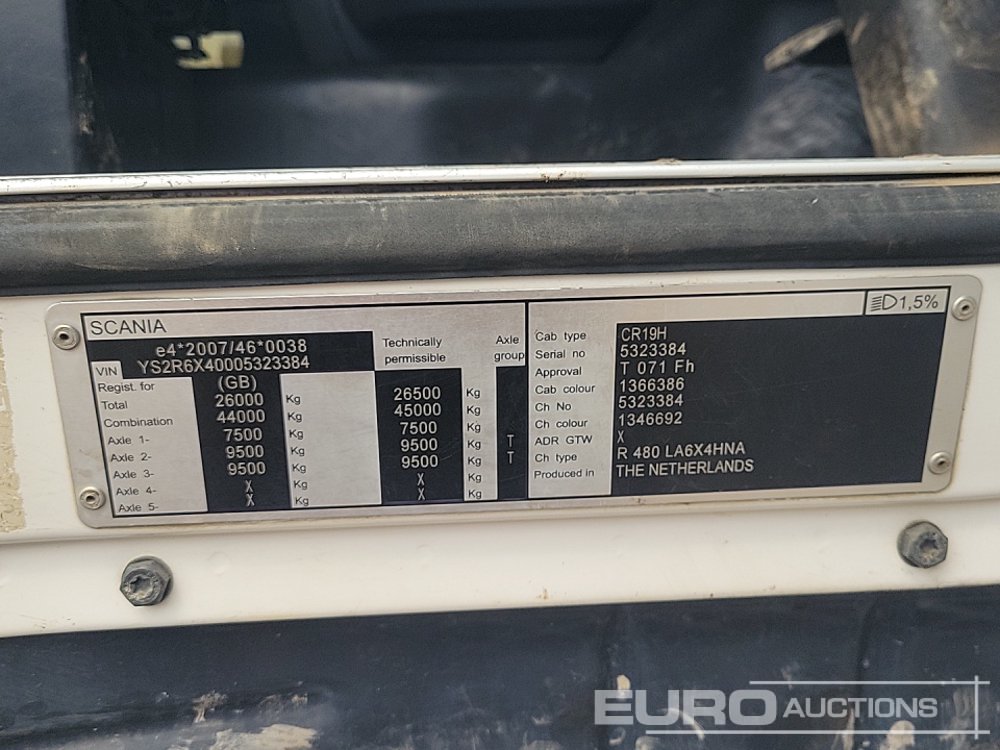 SCANIA
e4*2007/46*0038
VIN YS2R6X40005323384
Technically permissible
Axle group
Regist. for (GB)
Total 26000 Kg 26500 Kg
Combination 44000 Kg 45000 Kg
Axle 1- 7500 Kg 7500 Kg
Axle 2- 9500 Kg 9500 Kg T
Axle 3- 9500 Kg 9500 Kg T
Axle 4- X Kg X Kg
Axle 5- X Kg X Kg
1,5%
Cab type CR19H
Serial no 5323384
Approval T 071 Fh
Cab colour 1366386
Ch No 5323384
Ch colour 1346692
ADR GTW X
Ch type R 480 LA6X4HNA
Produced in THE NETHERLANDS
EURO AUCTIONS